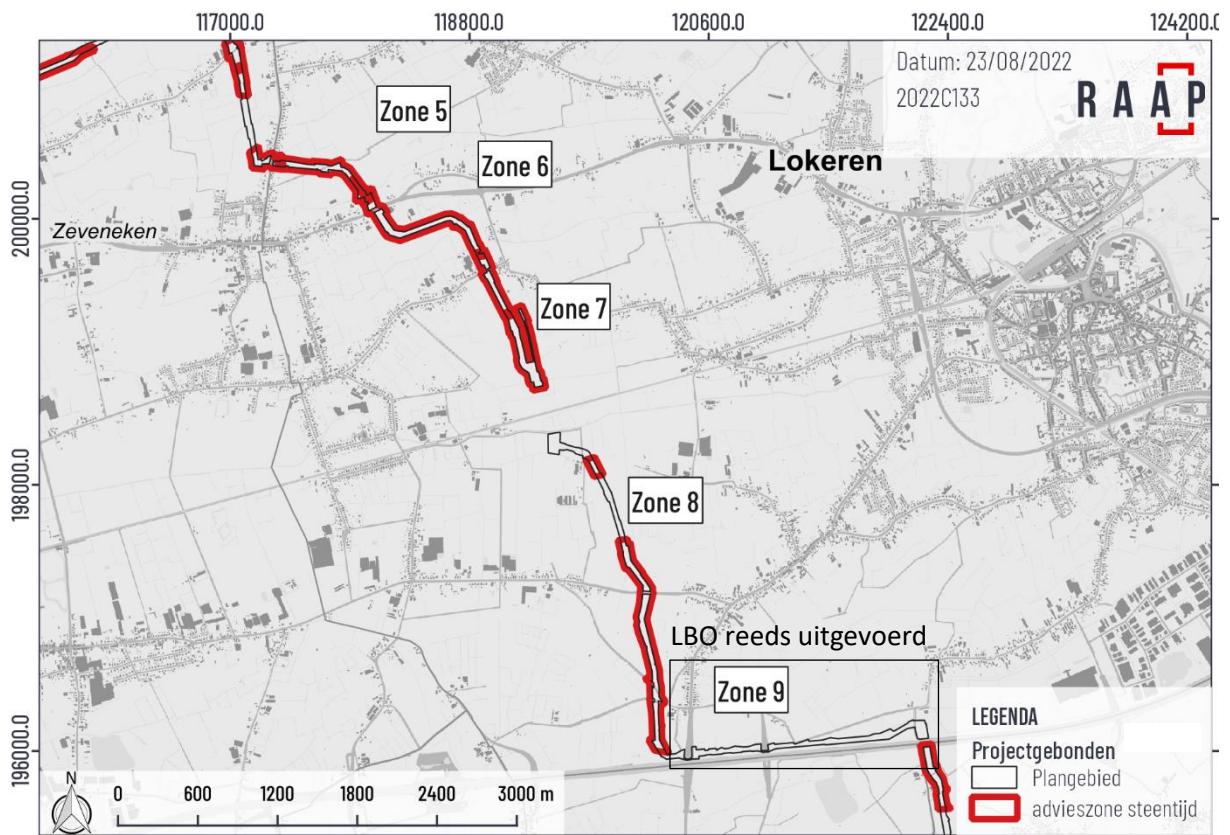 117000.0 118800.0 120600.0 122400.0 124200.0
Datum: 23/08/2022
2022C133
RAAP
Zone 5
Zone 6
Lokeren
200000.0
Zeveneken
Zone 7
198000.0
Zone 8
LBO reeds uitgevoerd
Zone 9
196000.0
LEGENDA
Projectgebonden
Plangebied
advieszone steentijd
N
0 600 1200 1800 2400 3000 m